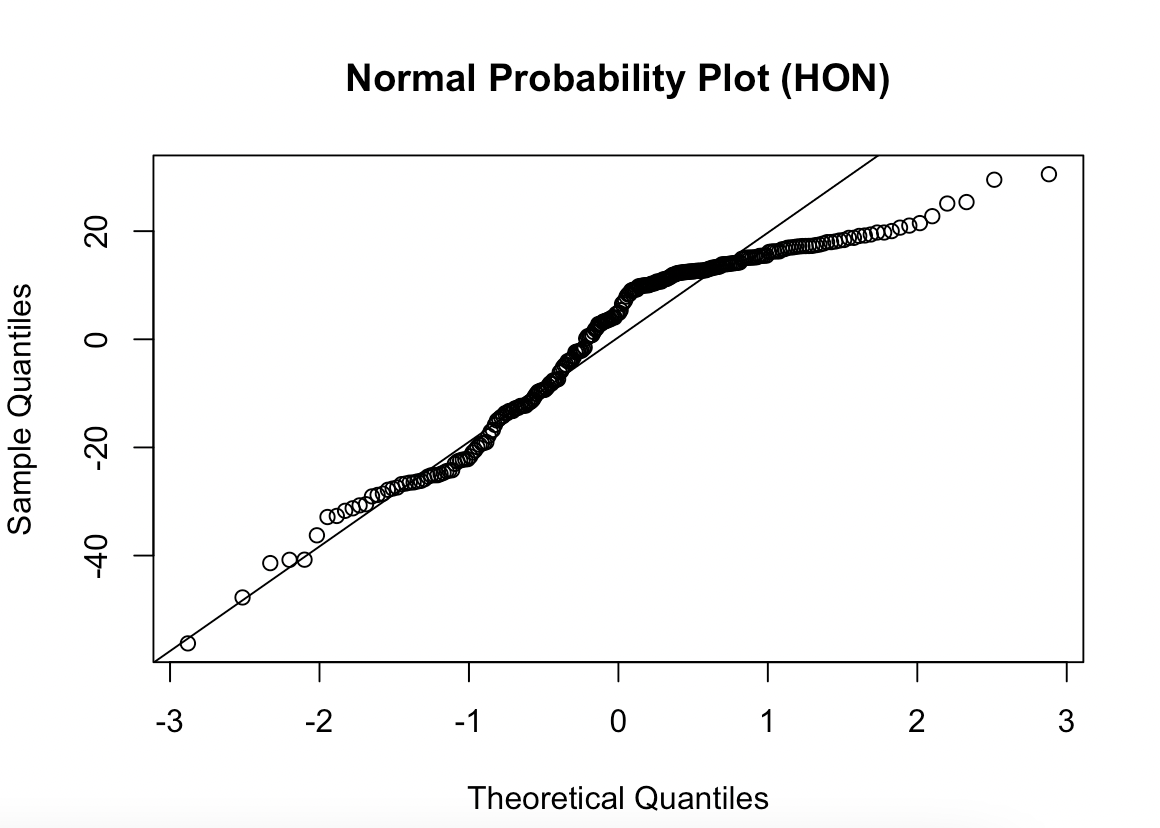 Normal Probability Plot (HON)
Sample Quantiles
20
0
-20
-40
-3 -2 -1 0 1 2 3
Theoretical Quantiles